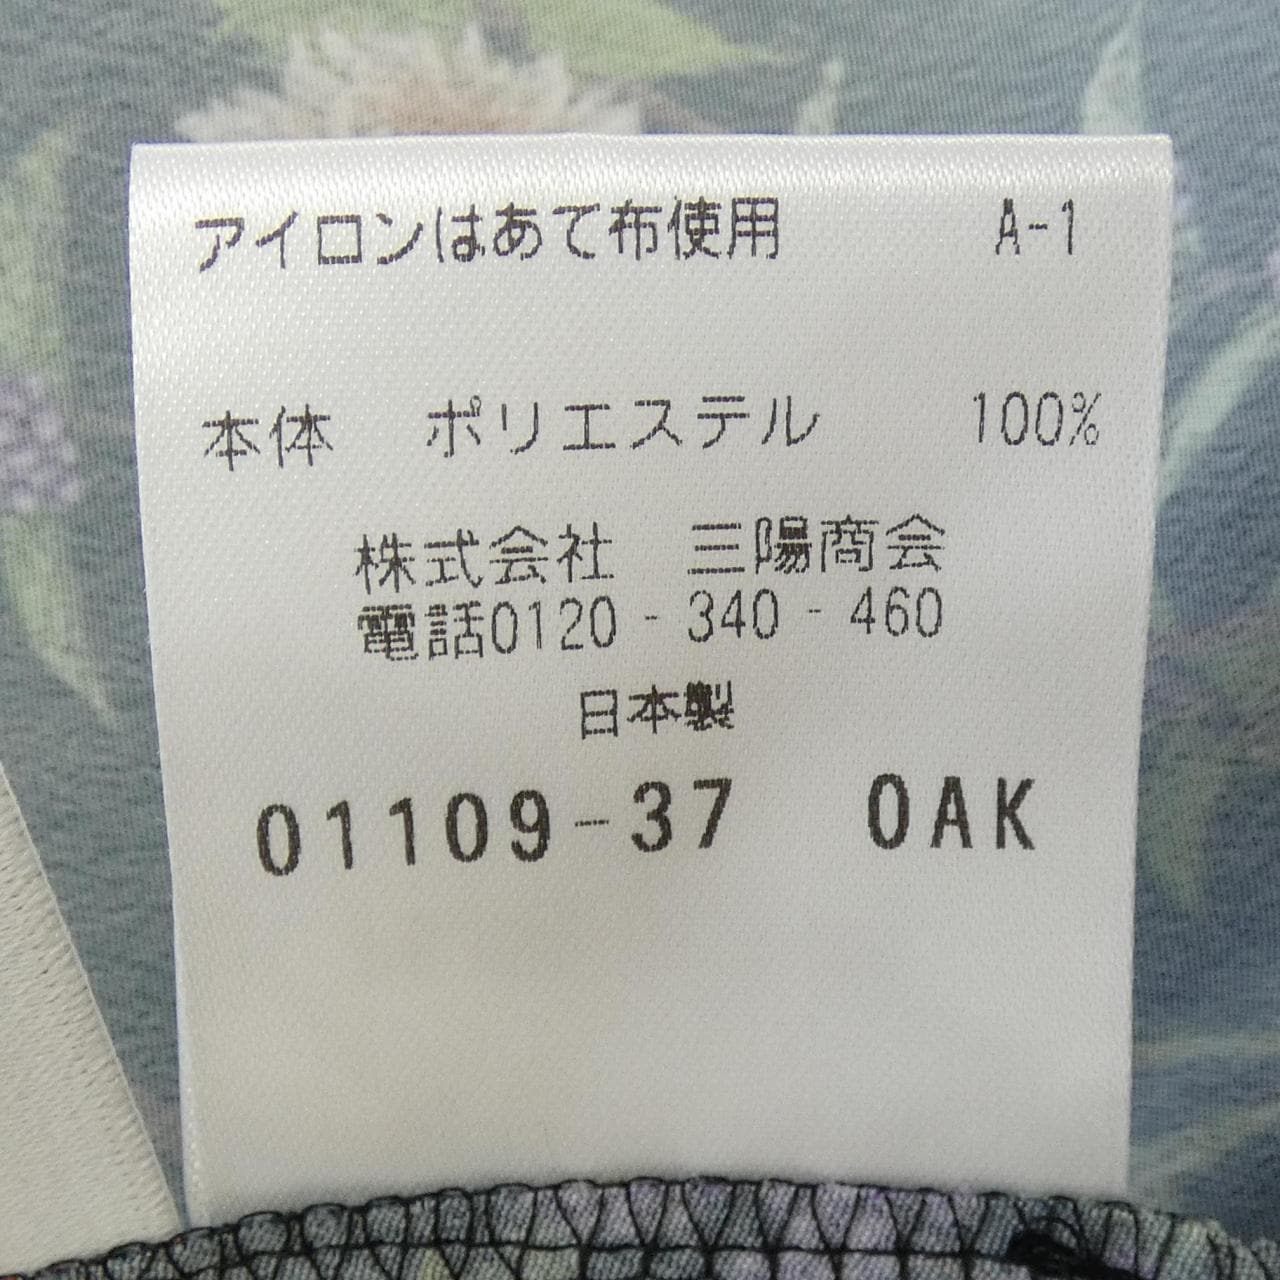 アイロンはあて布使用 A-1
本体 ポリエステル 100%
株式会社 三陽商会
電話0120-340-460
日本製
01109-37 0AK